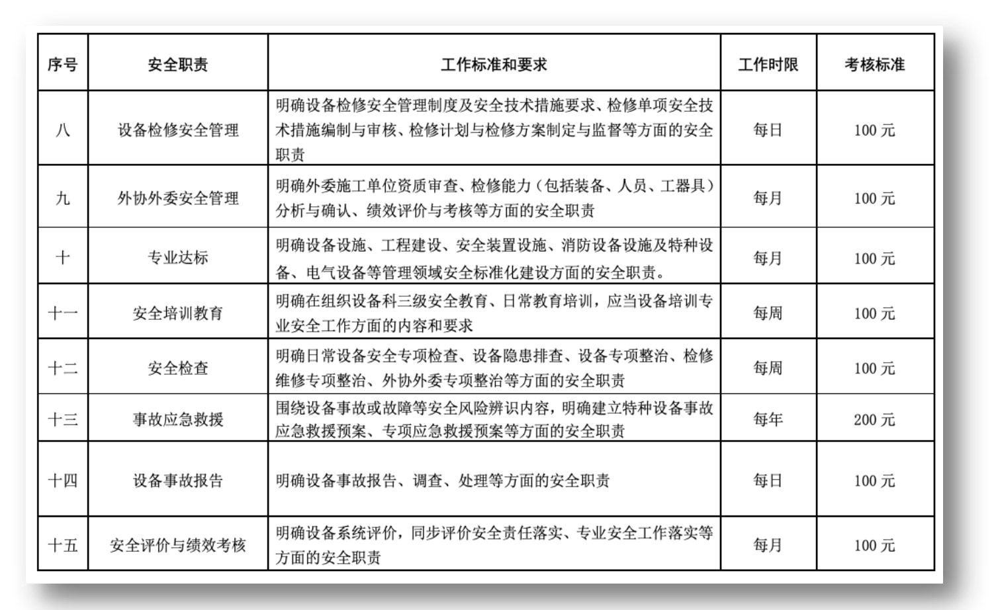 序号 安全职责 工作标准和要求 工作时限 考核标准
明确设备检修安全管理制度及安全技术措施要求、检修单项安全技
八 设备检修安全管理 术措施编制与审核、检修计划与检修方案制定与监督等方面的安全 每日 100 元
职责
明确外委施工单位资质审查、检修能力（包括装备、人员、工器具）
九 外协外委安全管理 每月 100 元
分析与确认、绩效评价与考核等方面的安全职责
明确设备设施、工程建设、安全装置设施、消防设备设施及特种设
十 专业达标 每月 100 元
备、电气设备等管理领域安全标准化建设方面的安全职责。
明确在组织设备科三级安全教育、日常教育培训，应当设备培训专
十一 安全培训教育 每周 100 元
业安全工作方面的内容和要求
明确日常设备安全专项检查、设备隐患排查、设备专项整治、检修
十二 安全检查 每周 100 元
维修专项整治、外协外委专项整治等方面的安全职责
围绕设备事故或故障等安全风险辨识内容，明确建立特种设备事故
十三 事故应急救援 每年 200 元
应急救援预案、专项应急救援预案等方面的安全职责
十四 设备事故报告 明确设备事故报告、调查、处理等方面的安全职责 每日 100 元
明确设备系统评价，同步评价安全责任落实、专业安全工作落实等
十五 安全评价与绩效考核 每月 100 元
方面的安全职责